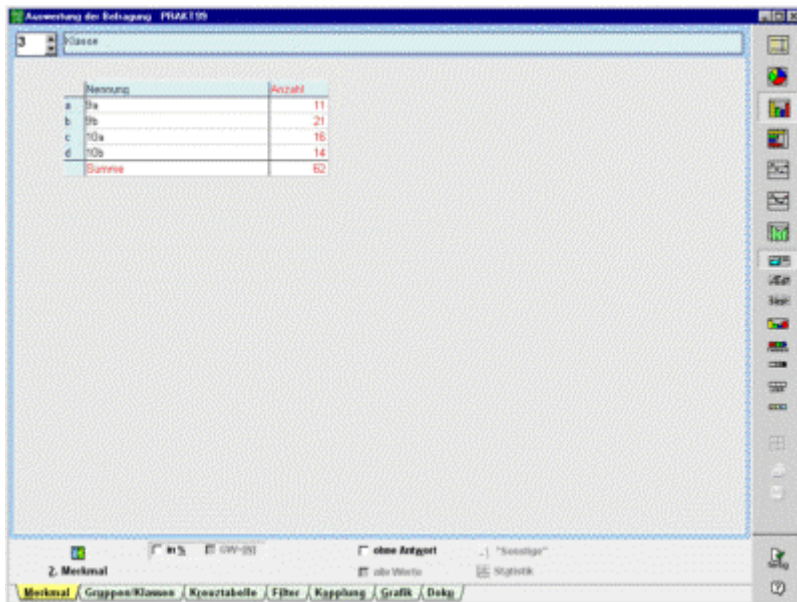 Auswertung der Befragung PRAKT99
3 Klasse
Nennung Anzahl
a 9a 11
b 9b 21
c 10a 16
d 10b 14
Summe 62
in % GW-(N) ohne Antwort "Sonstige"
2. Merkmal alle Werte Statistik
Merkmal Gruppen/Klassen Kreuztabelle Filter Kopplung Grafik Doku